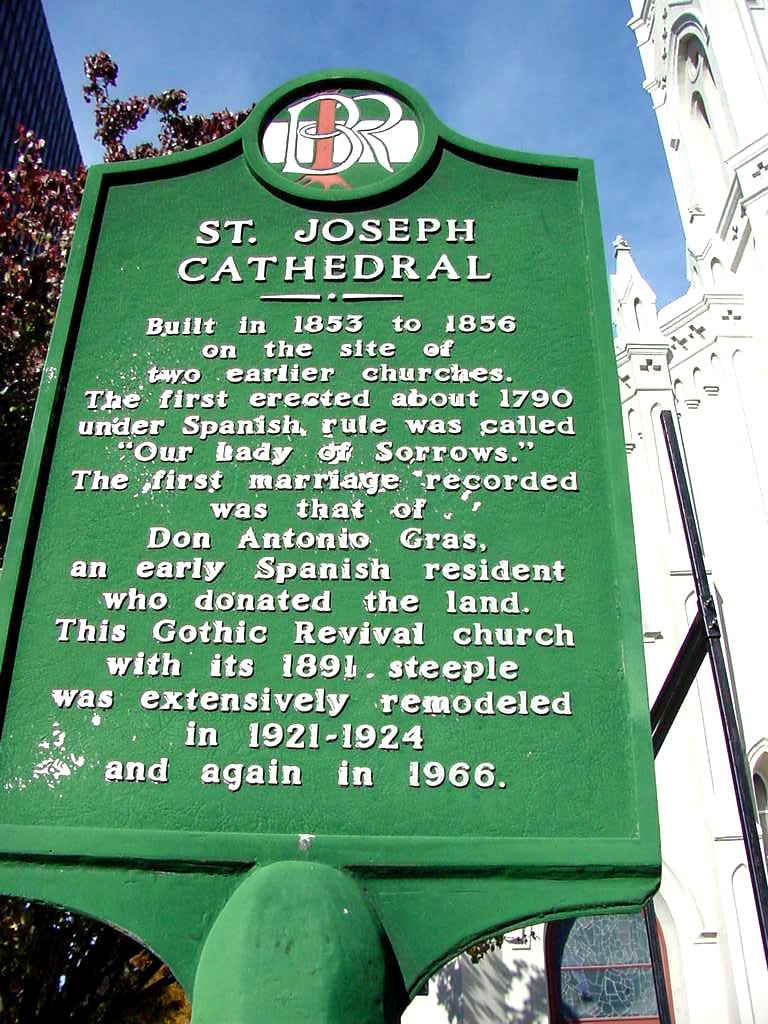 BR
ST. JOSEPH
CATHEDRAL
Built in 1853 to 1856
on the site of
two earlier churches.
The first erected about 1790
under Spanish rule was called
"Our Lady of Sorrows."
The first marriage recorded
was that of
Don Antonio Gras,
an early Spanish resident
who donated the land.
This Gothic Revival church
with its 1891 steeple
was extensively remodeled
in 1921-1924
and again in 1966.